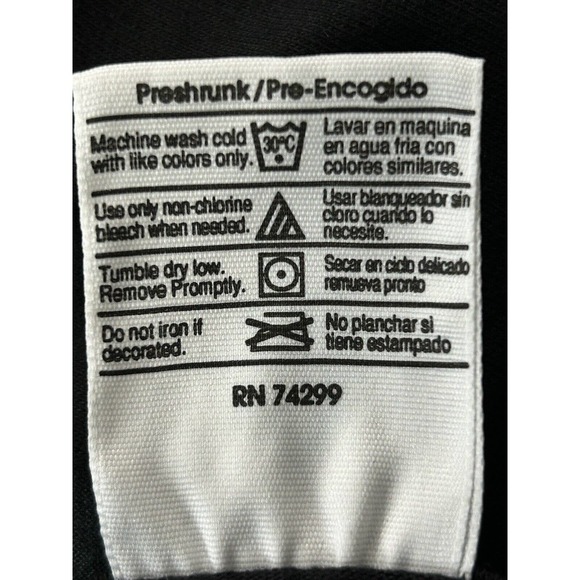 Preshrunk/Pre-Encogido
Machine wash cold
with like colors only.
30ºC
Lavar en maquina
en agua fria con
colores similares.
Use only non-chlorine
bleach when needed.
Usar blanqueador sin
cloro cuando lo
necesite.
Tumble dry low.
Remove Promptly.
Secar en ciclo delicado
remueva pronto
Do not iron if
decorated.
No planchar si
tiene estampado
RN 74299